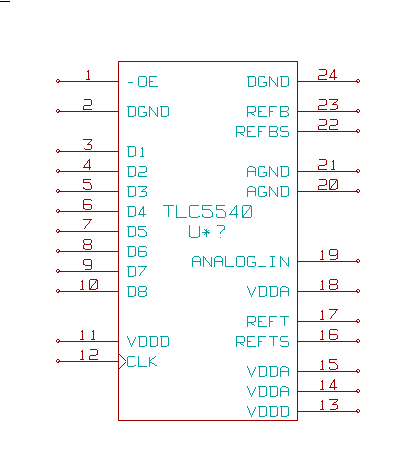 1 -OE DGND 24
2 DGND REFB 23
REFBS 22
3 D1
4 D2 AGND 21
5 D3 AGND 20
6 D4 TLC5540
7 D5 U*?
8 D6 ANALOG_IN 19
9 D7
10 D8 VDDA 18
REFT 17
11 VDDD REFTS 16
12 CLK VDDA 15
VDDA 14
VDDD 13